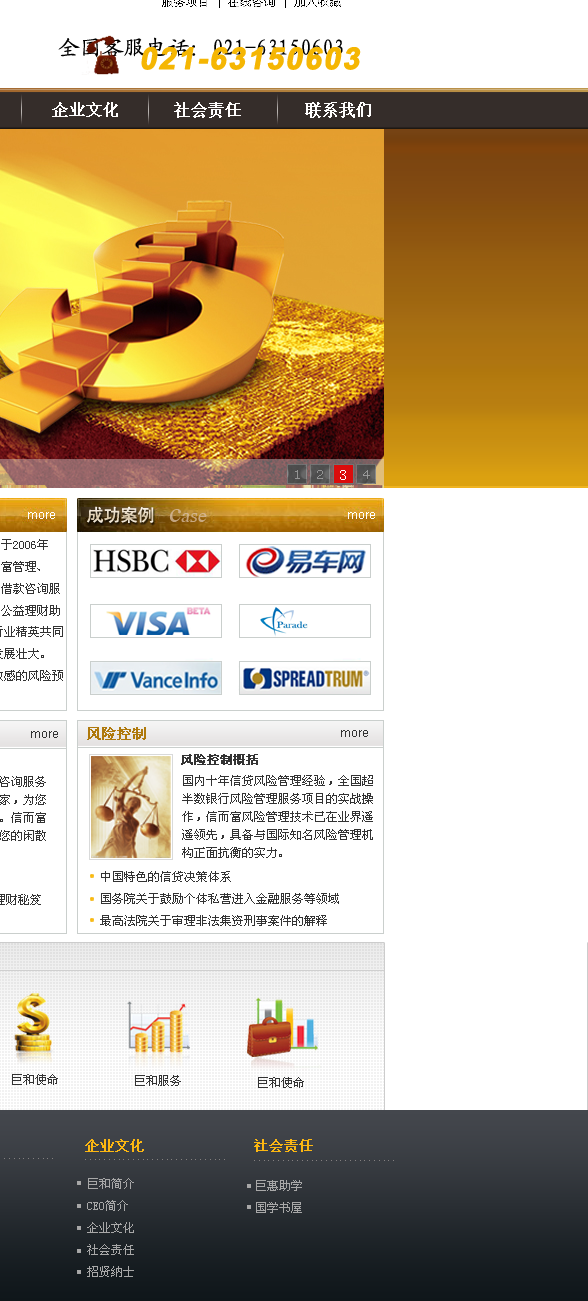 服务项目 | 在线咨询 | 加入收藏
全国客服电话: 021-63150603
021-63150603
企业文化 社会责任 联系我们
1 2 3 4
more
成功案例 Case more
于2006年
富管理、
借款咨询服
公益理财助
行业精英共同
发展壮大。
敏感的风险预
HSBC
易车网
VISA BETA
Parade
VanceInfo
SPREADTRUM
more
咨询服务
家，为您
。信而富
您的闲散
理财秘笈
风险控制 more
风险控制概括
国内十年信贷风险管理经验，全国超
半数银行风险管理服务项目的实战操
作，信而富风险管理技术已在业界遥
遥领先，具备与国际知名风险管理机
构正面抗衡的实力。
中国特色的信贷决策体系
国务院关于鼓励个体私营进入金融服务等领域
最高法院关于审理非法集资刑事案件的解释
巨和使命 巨和服务 巨和使命
企业文化
巨和简介
CEO简介
企业文化
社会责任
招贤纳士
社会责任
巨惠助学
国学书屋